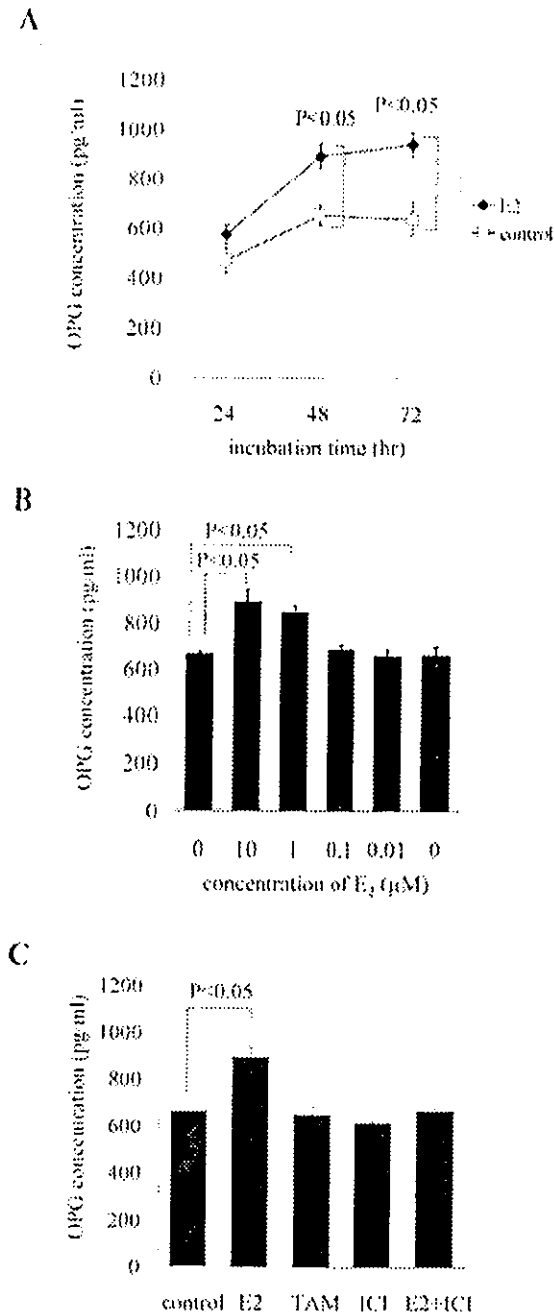 A
OPG concentration (pg/ml)
1200
1000
800
600
400
200
0
P<0.05
P<0.05
E2
control
24 48 72
incubation time (hr)
B
OPG concentration (pg/ml)
1200
1000
800
600
400
200
0
P<0.05
P<0.05
0 10 1 0.1 0.01 0
concentration of E₂ (μM)
C
OPG concentration (pg/ml)
1200
1000
800
600
400
200
0
P<0.05
control E2 TAM ICI E2+ICI